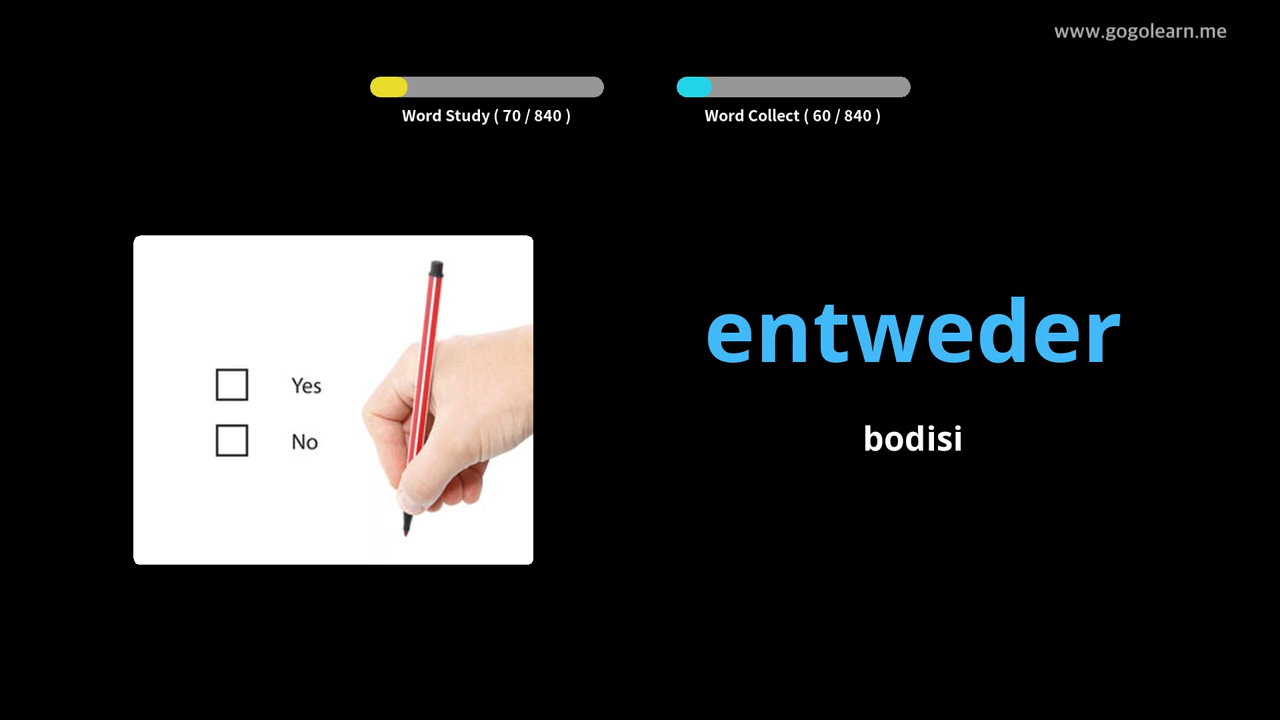 www.gogolearn.me
Word Study ( 70 / 840 )
Word Collect ( 60 / 840 )
Yes
No
entweder
bodisi